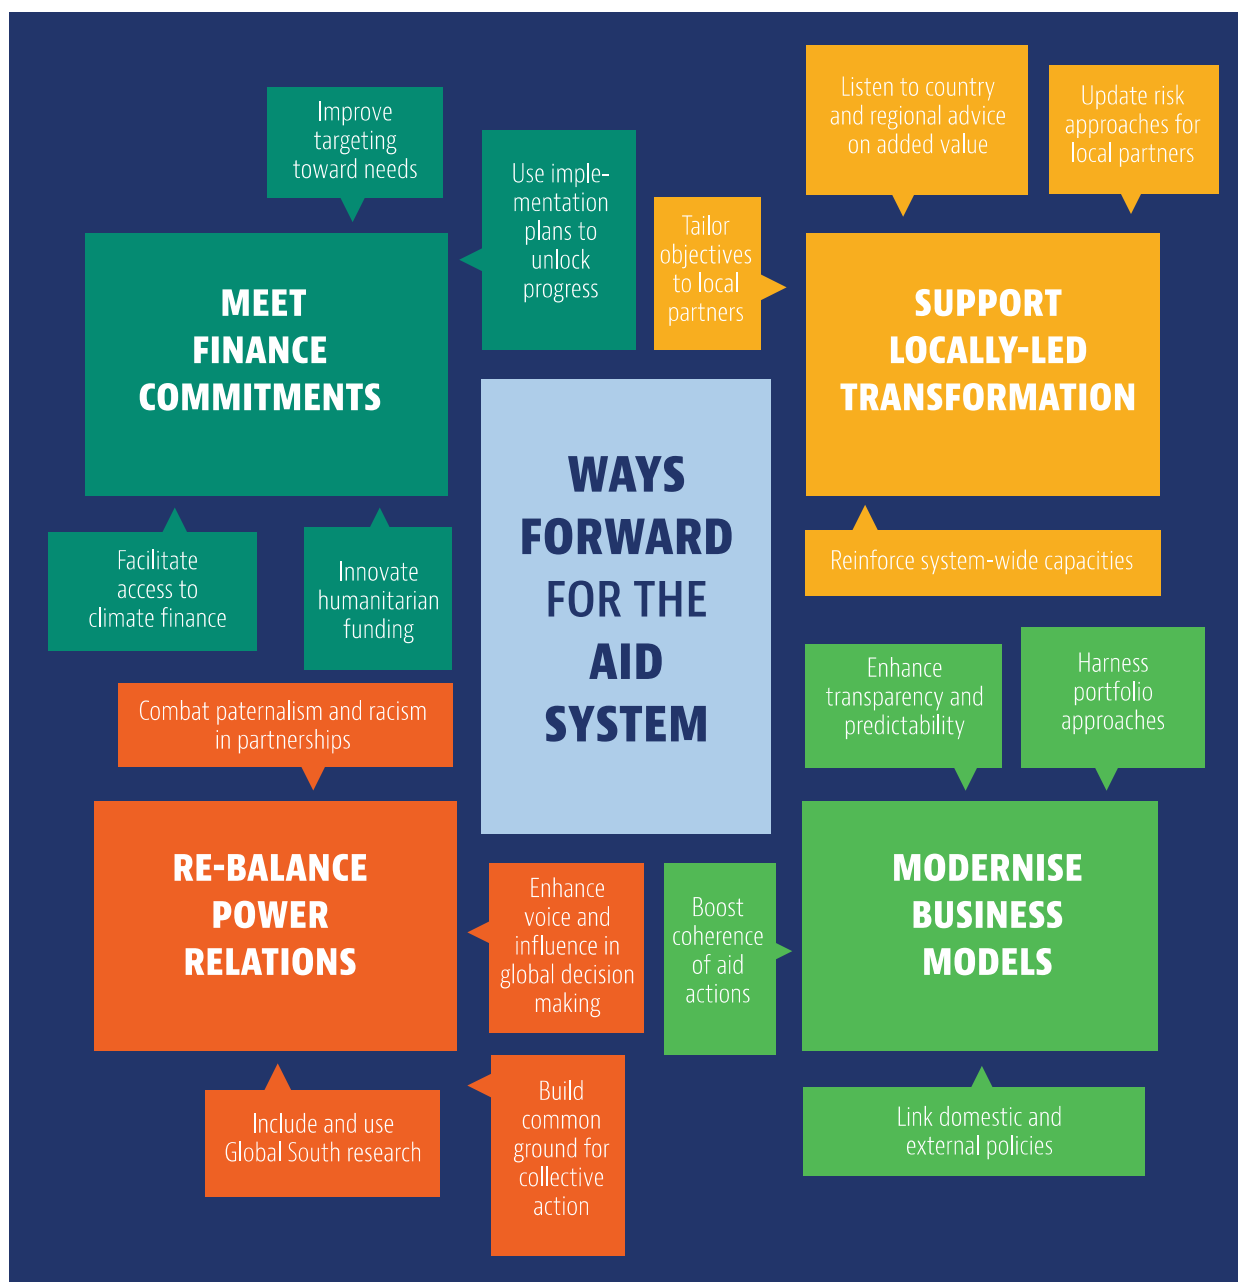 Improve
targeting
toward needs
Use imple-
mentation
plans to
unlock
progress
MEET
FINANCE
COMMITMENTS
Facilitate
access to
climate finance
Innovate
humanitarian
funding
Listen to country
and regional advice
on added value
Update risk
approaches for
local partners
Tailor
objectives
to local
partners
SUPPORT
LOCALLY-LED
TRANSFORMATION
Reinforce system-wide capacities
WAYS
FORWARD
FOR THE
AID
SYSTEM
Combat paternalism and racism
in partnerships
RE-BALANCE
POWER
RELATIONS
Enhance
voice and
influence in
global decision
making
Include and use
Global South research
Build
common
ground for
collective
action
Enhance
transparency and
predictability
Harness
portfolio
approaches
Boost
coherence
of aid
actions
MODERNISE
BUSINESS
MODELS
Link domestic and
external policies